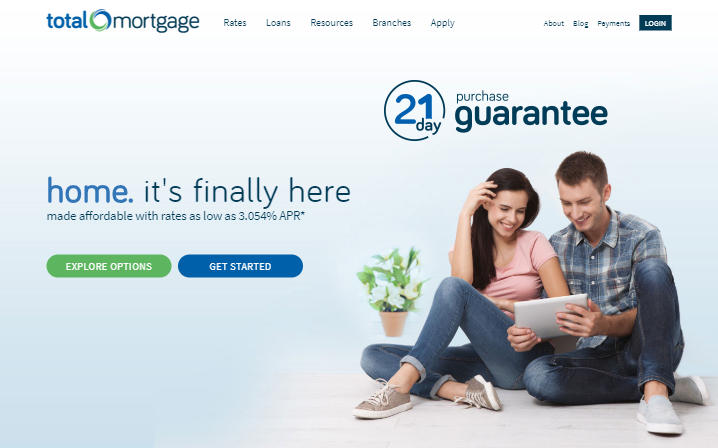 total mortgage
Rates Loans Resources Branches Apply
About Blog Payments LOGIN
21 day
purchase
guarantee
home. it's finally here
made affordable with rates as low as 3.054% APR*
EXPLORE OPTIONS
GET STARTED